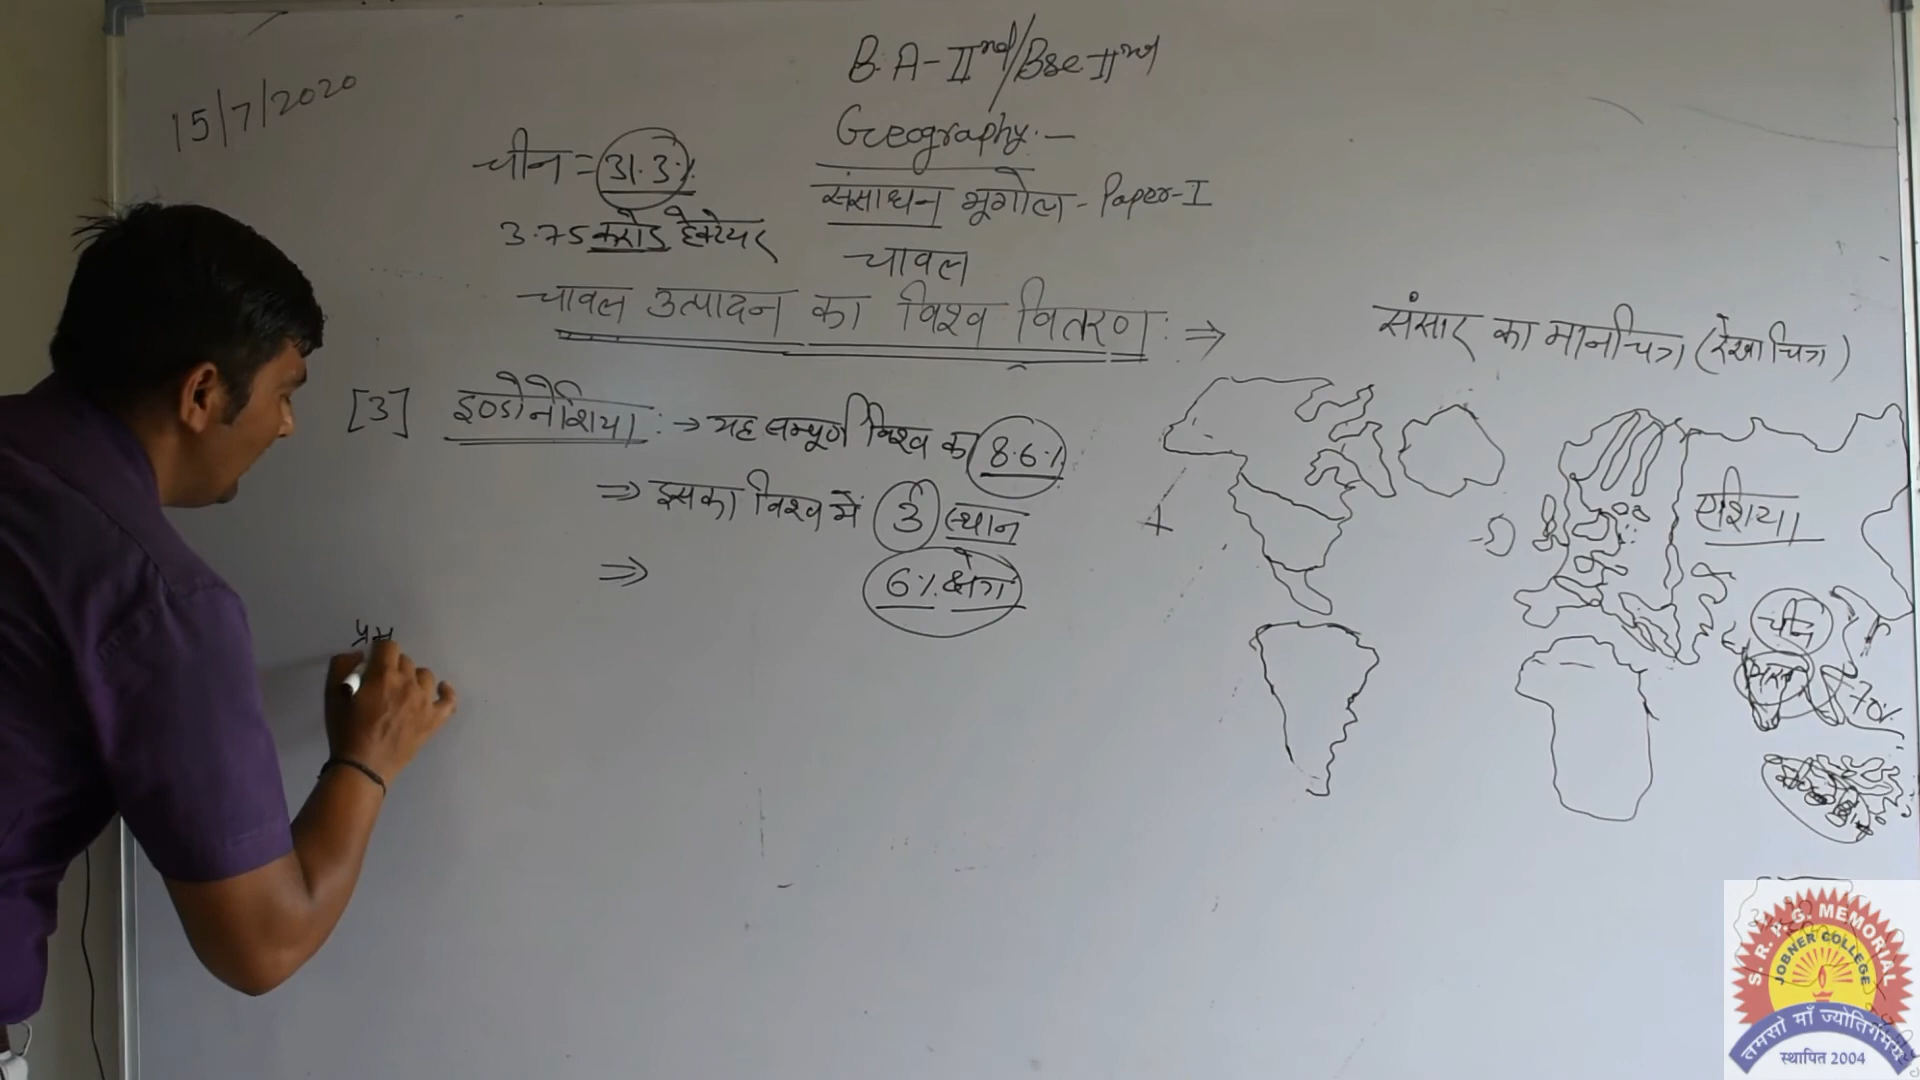 15/7/2020
B.A-IInd/Bsc IInd
Geography:-
चीन = 31.3%
3.75 करोड़ हेक्टेयर
संसाधन भूगोल - Paper-I
चावल
चावल उत्पादन का विश्व वितरण :⇒
संसार का मानचित्र (रेखाचित्र)
[3] इण्डोनेशिया :→ यह सम्पूर्ण विश्व का 8.6%
⇒ इसका विश्व में 3 स्थान
⇒ 6% क्षेत्र
प्रम
एशिया
चीन
भारत
70%
S. R. P. G. MEMORIAL
JOBNER COLLEGE
तमसो माँ ज्योतिर्गमय
स्थापित 2004